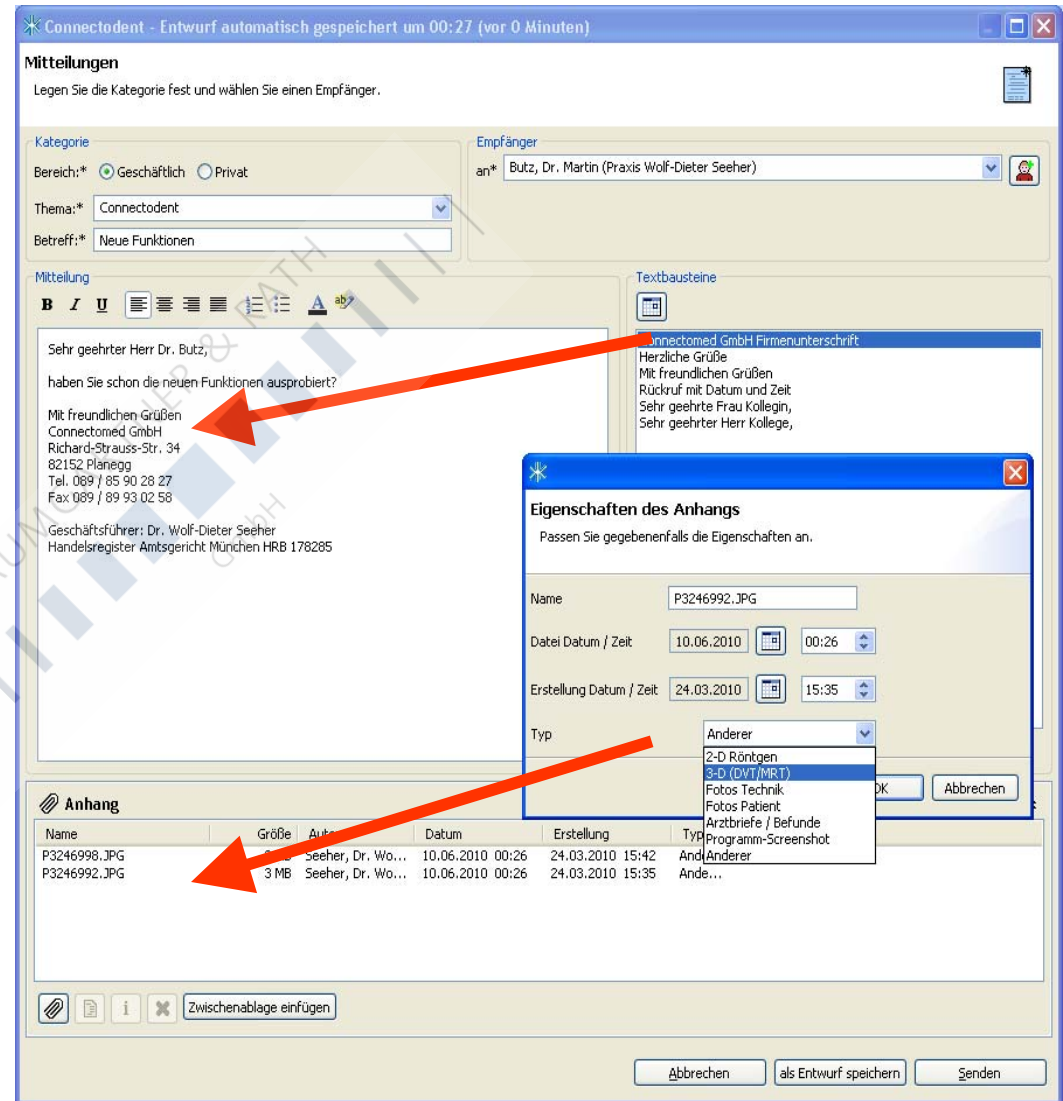 Connectodent - Entwurf automatisch gespeichert um 00:27 (vor 0 Minuten)
Mitteilungen
Legen Sie die Kategorie fest und wählen Sie einen Empfänger.
Kategorie
Bereich:* Geschäftlich Privat
Thema:* Connectodent
Betreff:* Neue Funktionen
Empfänger
an* Butz, Dr. Martin (Praxis Wolf-Dieter Seeher)
Mitteilung
B I U A ab
Sehr geehrter Herr Dr. Butz,
haben Sie schon die neuen Funktionen ausprobiert?
Mit freundlichen Grüßen
Connectomed GmbH
Richard-Strauss-Str. 34
82152 Planegg
Tel. 089 / 85 90 28 27
Fax 089 / 89 93 02 58
Geschäftsführer: Dr. Wolf-Dieter Seeher
Handelsregister Amtsgericht München HRB 178285
Textbausteine
Connectomed GmbH Firmenunterschrift
Herzliche Grüße
Mit freundlichen Grüßen
Rückruf mit Datum und Zeit
Sehr geehrte Frau Kollegin,
Sehr geehrter Herr Kollege,
Eigenschaften des Anhangs
Passen Sie gegebenenfalls die Eigenschaften an.
Name P3246992.JPG
Datei Datum / Zeit 10.06.2010 00:26
Erstellung Datum / Zeit 24.03.2010 15:35
Typ Anderer
2-D Röntgen
3-D (DVT/MRT)
Fotos Technik
Fotos Patient
Arztbriefe / Befunde
Programm-Screenshot
Anderer
Abbrechen
Anhang
Name Größe Datum Erstellung
P3246998.JPG Seeher, Dr. Wo... 10.06.2010 00:26 24.03.2010 15:42
P3246992.JPG 3 MB Seeher, Dr. Wo... 10.06.2010 00:26 24.03.2010 15:35 Ande...
i Zwischenablage einfügen
Abbrechen als Entwurf speichern Senden
& RATH
GmbH